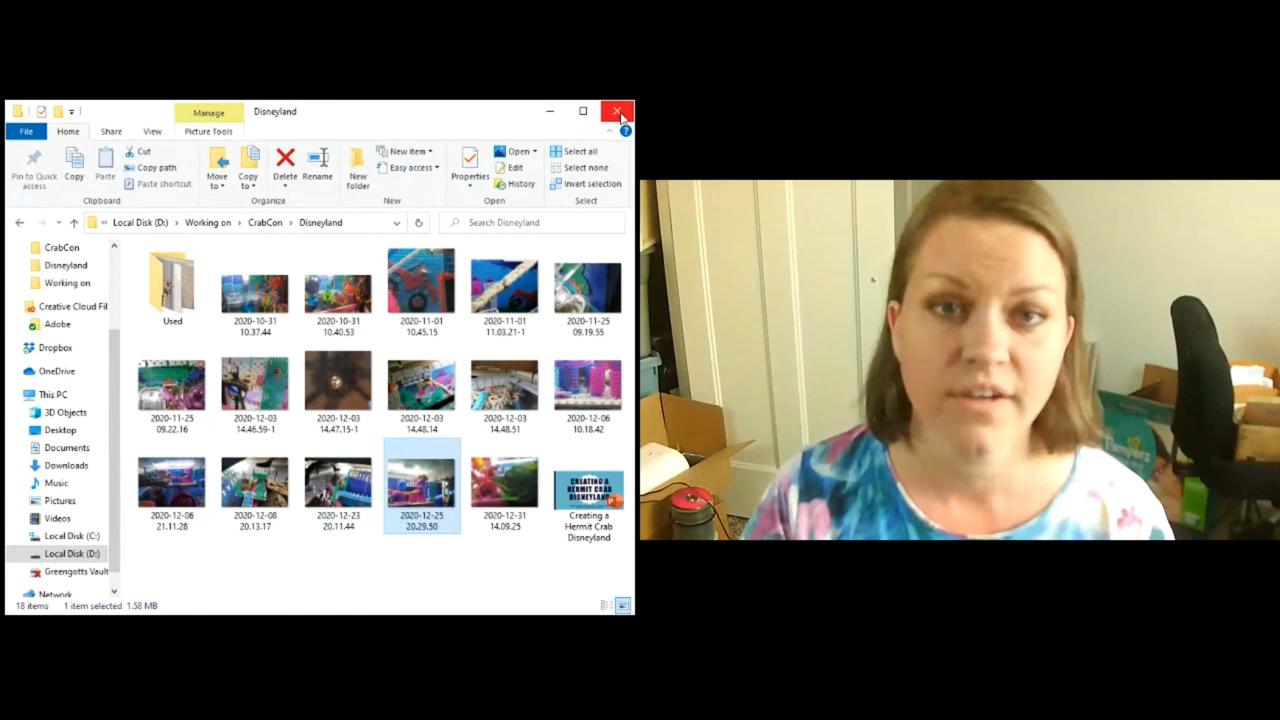 Manage
Disneyland
File
Home
Share
View
Picture Tools
Pin to Quick
access
Copy
Paste
Cut
Copy path
Paste shortcut
Move
to
Copy
to
Delete
Rename
New
folder
New item
Easy access
Properties
Open
Edit
History
Select all
Select none
Invert selection
Clipboard
Organize
New
Open
Select
« Local Disk (D:) > Working on > CrabCon > Disneyland
Search Disneyland
CrabCon
Disneyland
Working on
Creative Cloud Fil
Adobe
Dropbox
OneDrive
This PC
3D Objects
Desktop
Documents
Downloads
Music
Pictures
Videos
Local Disk (C:)
Local Disk (D:)
Greengotts Vault
Network
Used
2020-10-31
10.37.44
2020-10-31
10.40.53
2020-11-01
10.45.15
2020-11-01
11.03.21-1
2020-11-25
09.19.55
2020-11-25
09.22.16
2020-12-03
14.46.59-1
2020-12-03
14.47.15-1
2020-12-03
14.48.14
2020-12-03
14.48.51
2020-12-06
10.18.42
2020-12-06
21.11.28
2020-12-08
20.13.17
2020-12-23
20.11.44
2020-12-25
20.29.50
2020-12-31
14.09.25
CREATING A
HERMIT CRAB
DISNEYLAND
Creating a
Hermit Crab
Disneyland
18 items
1 item selected 1.58 MB
Pampers